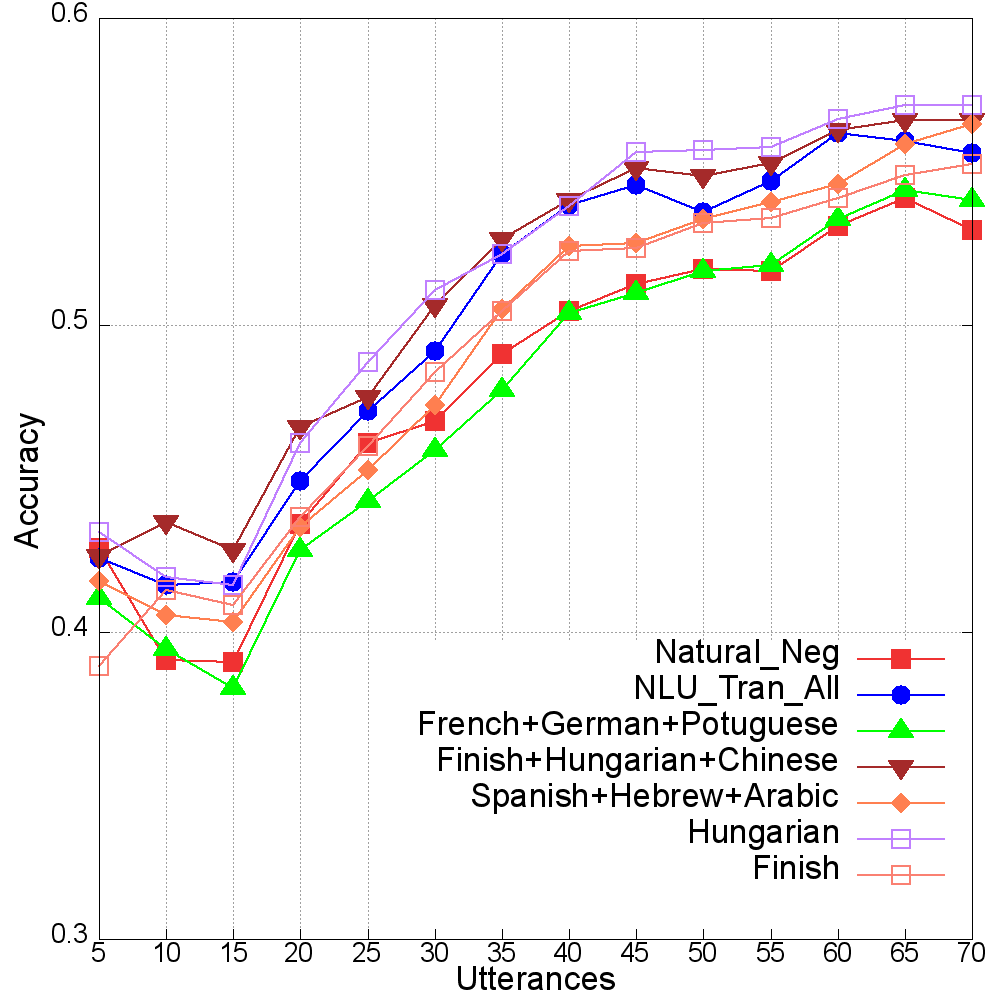 0.6
0.5
0.4
0.3
Accuracy
Natural_Neg
NLU_Tran_All
French+German+Potuguese
Finish+Hungarian+Chinese
Spanish+Hebrew+Arabic
Hungarian
Finish
5 10 15 20 25 30 35 40 45 50 55 60 65 70
Utterances